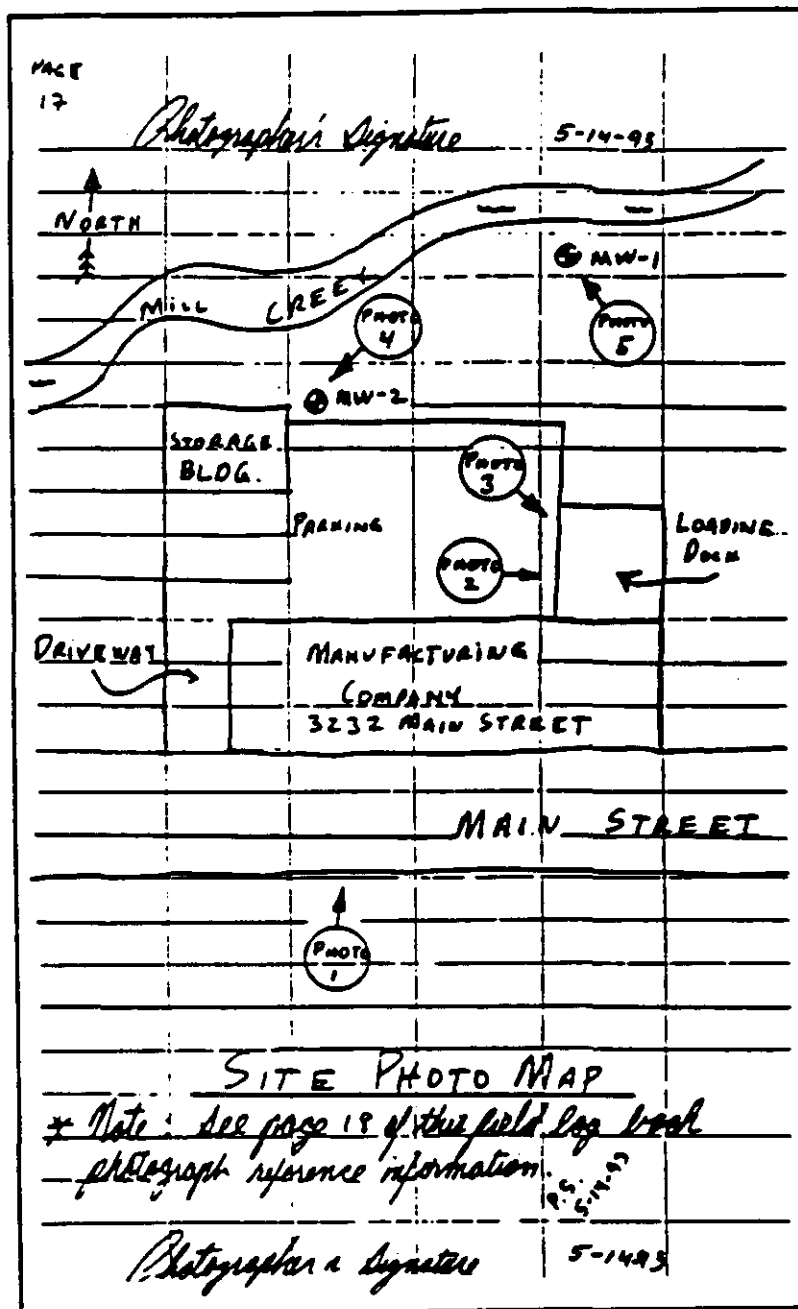 PAGE
17
Photographer's Signature 5-14-93
NORTH
MILL CREEK
MW-1
PHOTO
4
PHOTO
5
MW-2
STORAGE
BLDG.
PHOTO
3
PARKING
LOADING
DOCK
PHOTO
2
DRIVEWAY
MANUFACTURING
COMPANY
3232 MAIN STREET
MAIN STREET
PHOTO
1
SITE PHOTO MAP
* Note: See page 18 of this field log book
photograph reference information.
P.S.
5-14-93
Photographer's Signature 5-14-93